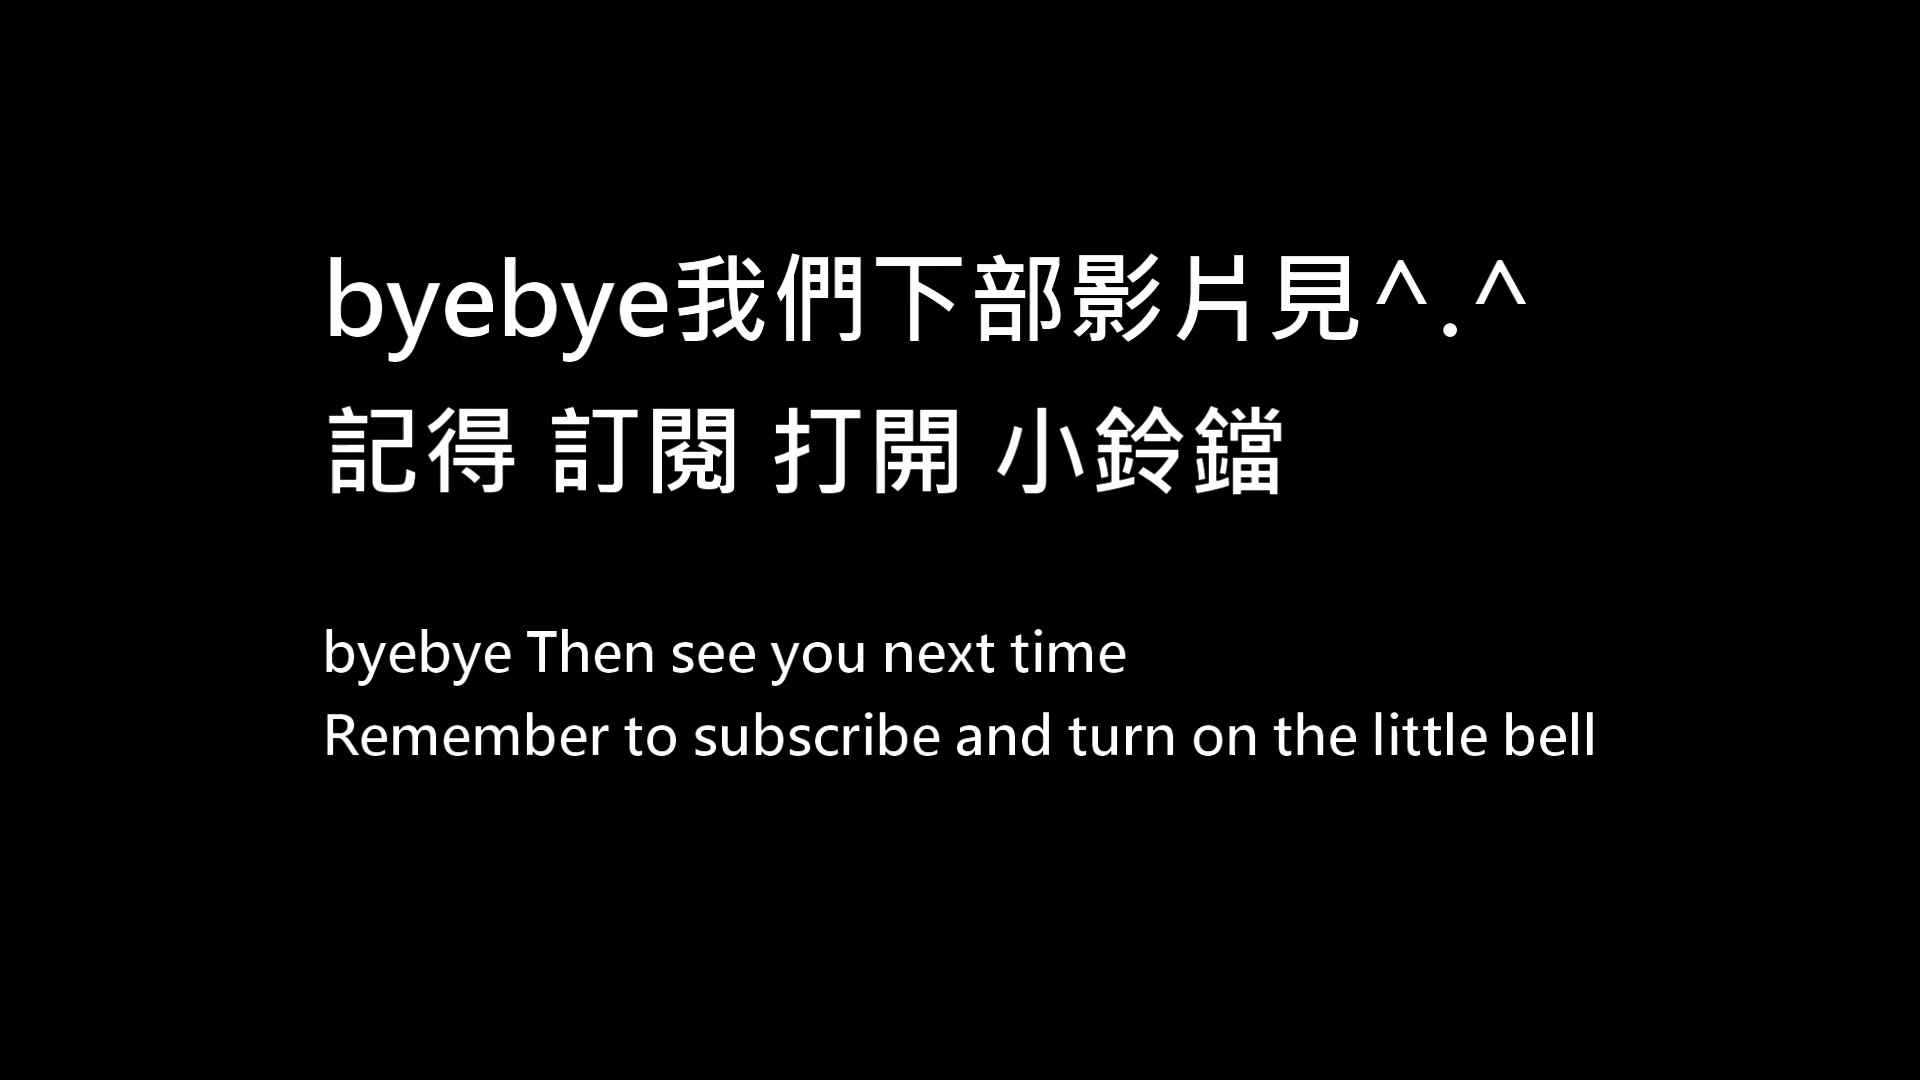 byebye我們下部影片見^.^
記得 訂閱 打開 小鈴鐺
byebye Then see you next time
Remember to subscribe and turn on the little bell